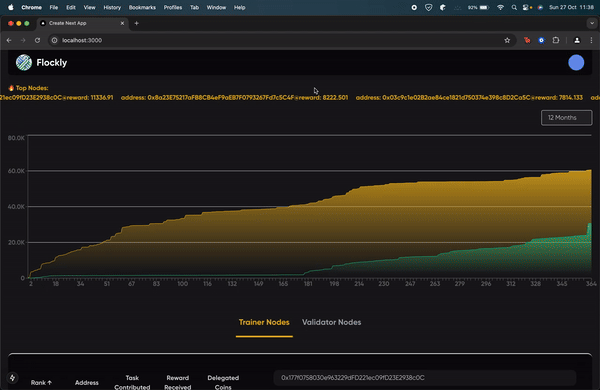 Chrome File Edit View History Bookmarks Profiles Tab Window Help 92% Sun 27 Oct 11:38
Create Next App
localhost:3000
Flockly
Top Nodes:
21ec09fD23E2938c0C reward: 11336.91 address: 0x8a23E75217aFB8CB4eF9aEB7F0793267Fd7c5C4F reward: 8222.501 address: 0x03c9c1e02B2ae84ce1821d750374e398c8D2Ca5C reward: 7814.133
12 Months
80.0K
60.0K
40.0K
20.0K
0
2 18 34 50 67 83 100 116 132 149 165 181 198 214 230 247 263 279 296 312 328 345 364
Trainer Nodes Validator Nodes
Rank ↑ Address Task Contributed Reward Received Delegated Coins
0x177f0758030e963229dFD221ec09fD23E2938c0C